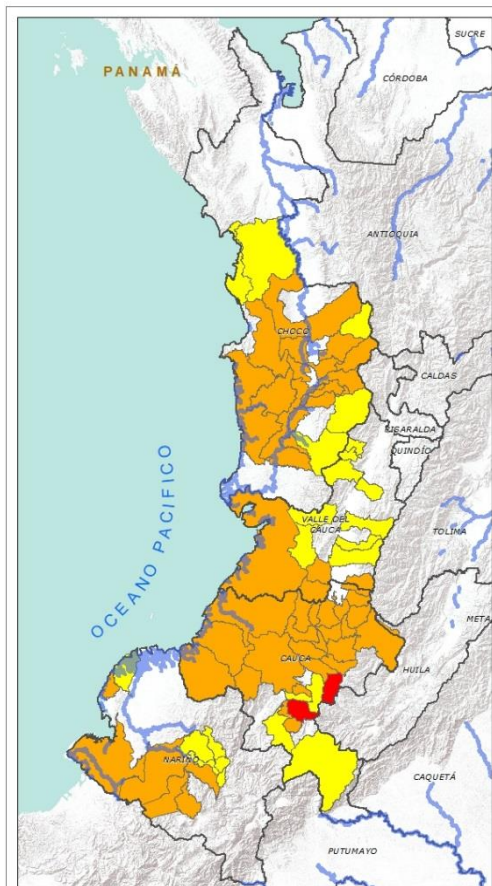 SUCRE
PANAMÁ
CÓRDOBA
ANTIOQUIA
CHOCÓ
CALDAS
RISARALDA
QUINDÍO
OCEANO PACIFICO
VALLE DEL
CAUCA
TOLIMA
META
CAUCA
HUILA
NARIÑO
CAQUETÁ
PUTUMAYO